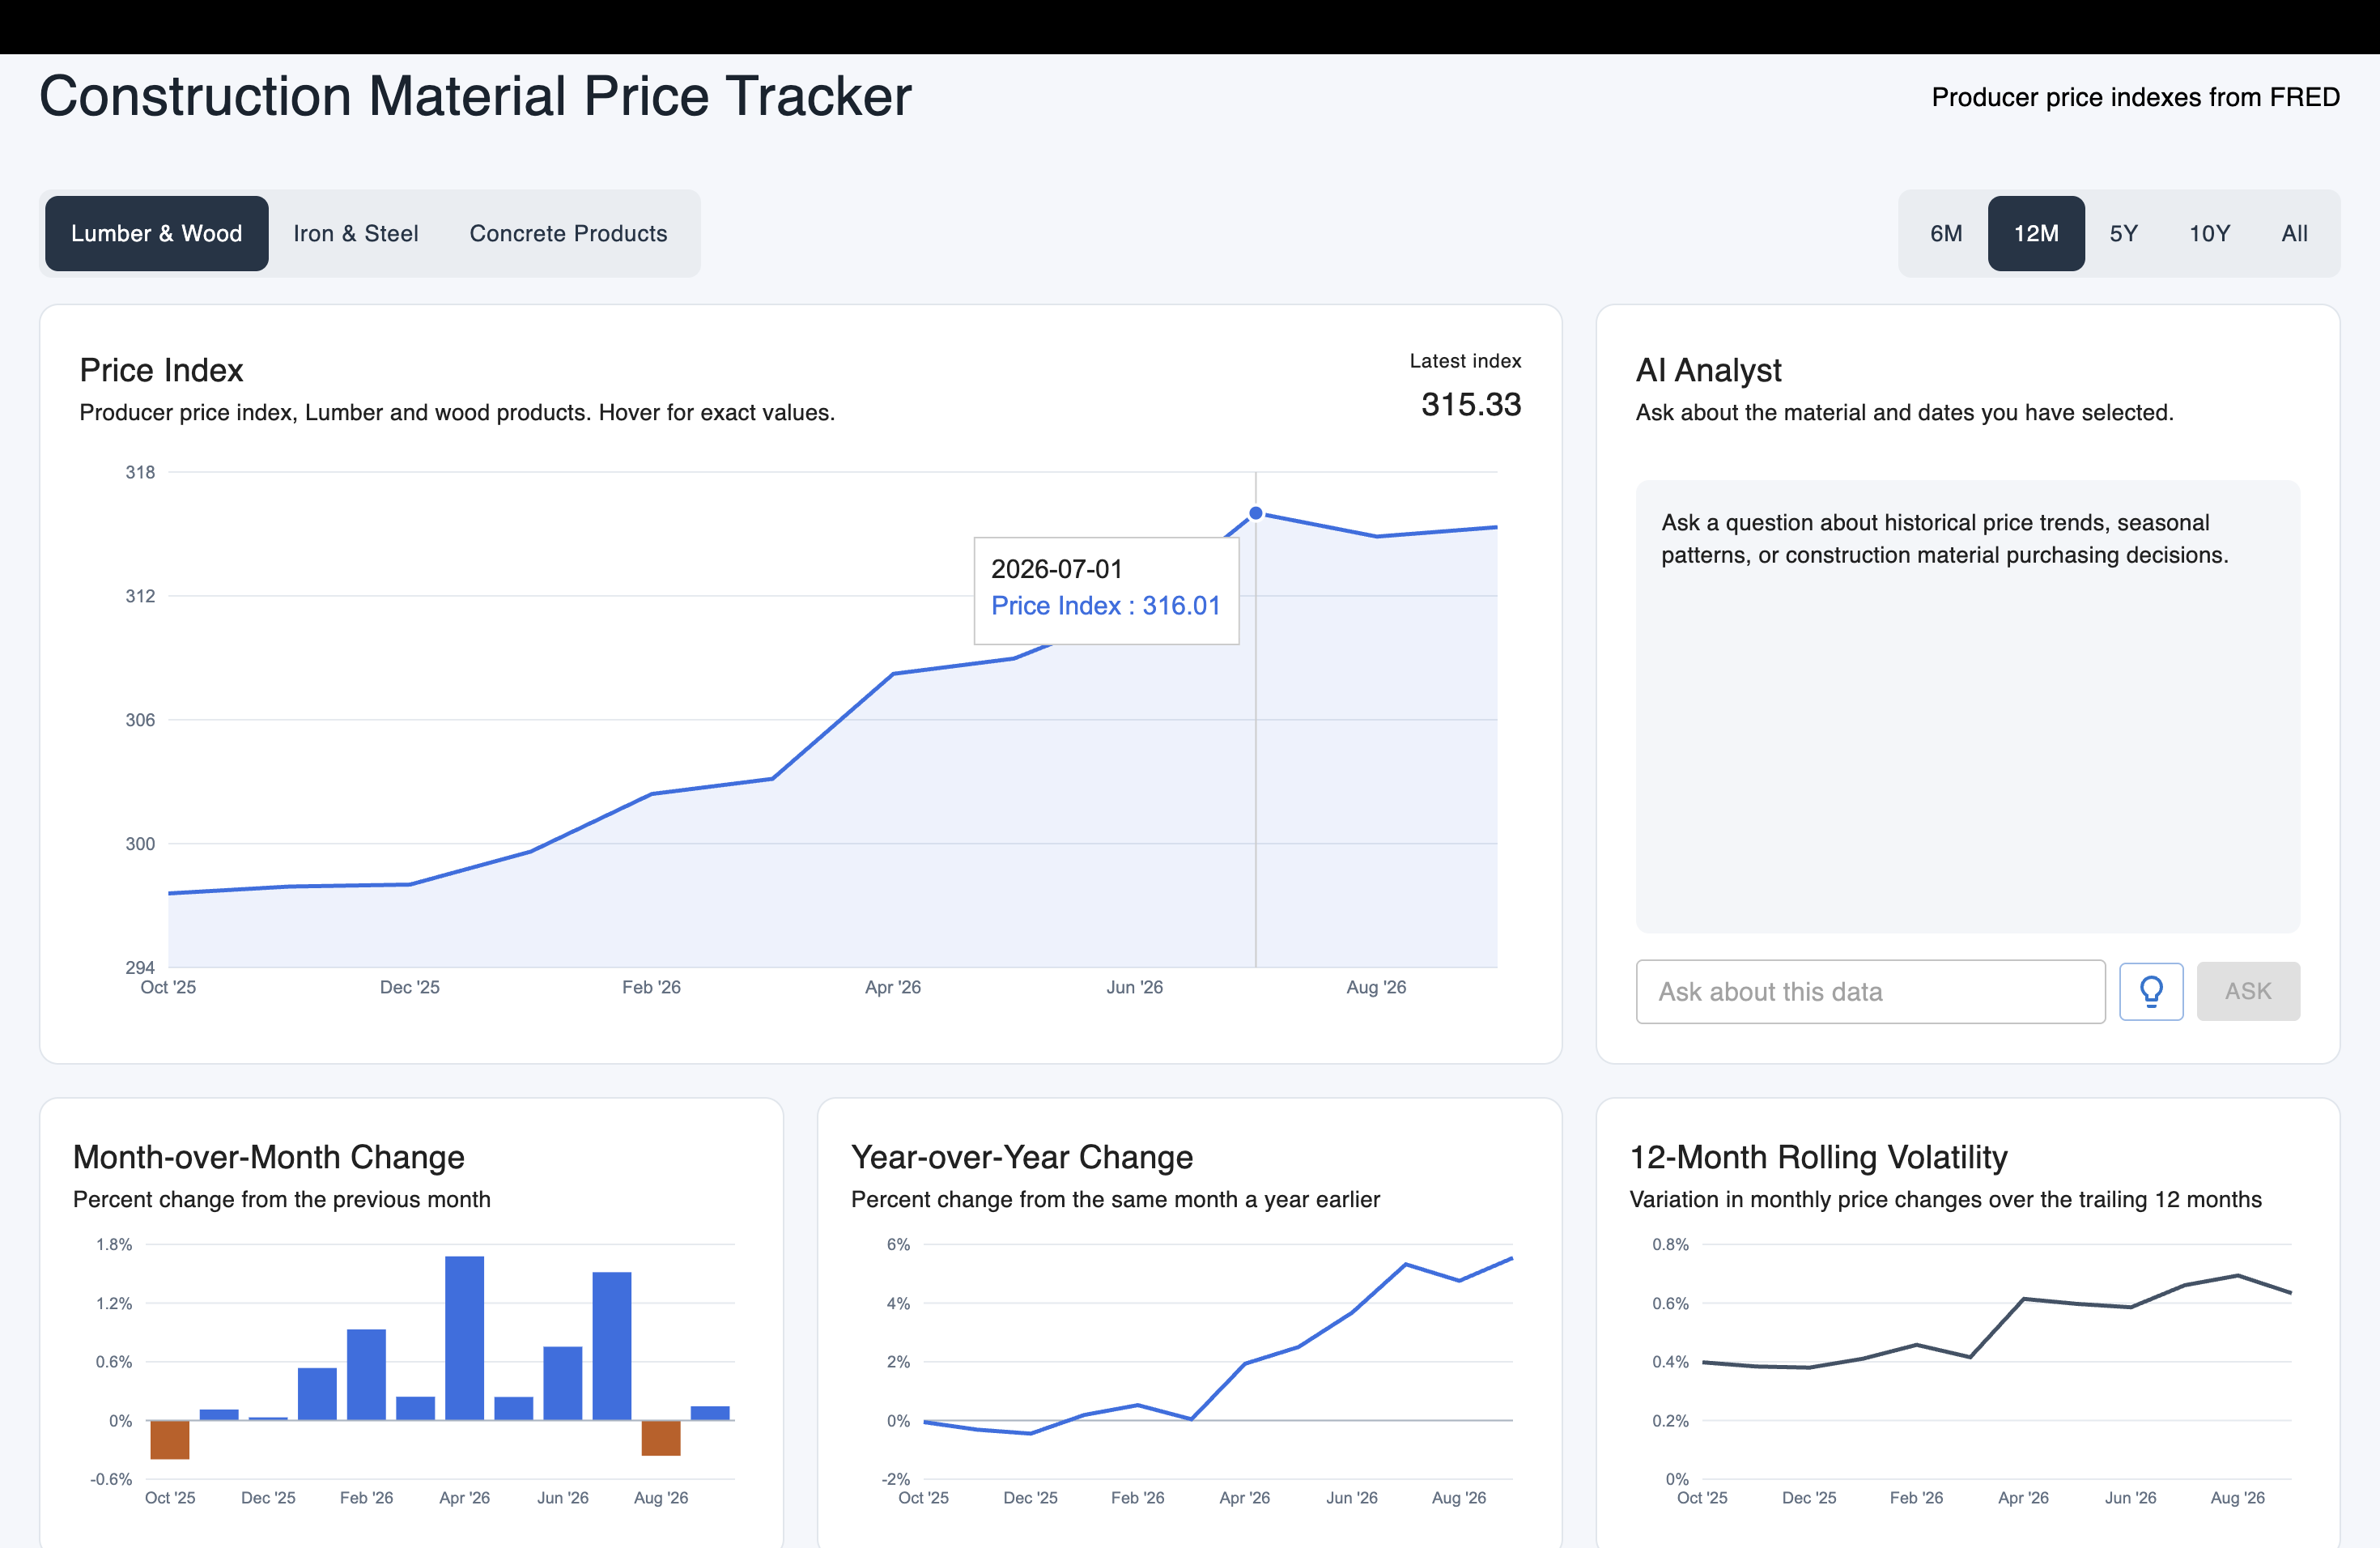 Construction Material Price Tracker
Producer price indexes from FRED
Lumber & Wood
Iron & Steel
Concrete Products
6M
12M
5Y
10Y
All
Price Index
Producer price index, Lumber and wood products. Hover for exact values.
Latest index
315.33
318
312
306
300
294
2026-07-01
Price Index : 316.01
Oct '25
Dec '25
Feb '26
Apr '26
Jun '26
Aug '26
AI Analyst
Ask about the material and dates you have selected.
Ask a question about historical price trends, seasonal
patterns, or construction material purchasing decisions.
Ask about this data
ASK
Month-over-Month Change
Percent change from the previous month
1.8%
1.2%
0.6%
0%
-0.6%
Oct '25
Dec '25
Feb '26
Apr '26
Jun '26
Aug '26
Year-over-Year Change
Percent change from the same month a year earlier
6%
4%
2%
0%
-2%
Oct '25
Dec '25
Feb '26
Apr '26
Jun '26
Aug '26
12-Month Rolling Volatility
Variation in monthly price changes over the trailing 12 months
0.8%
0.6%
0.4%
0.2%
0%
Oct '25
Dec '25
Feb '26
Apr '26
Jun '26
Aug '26